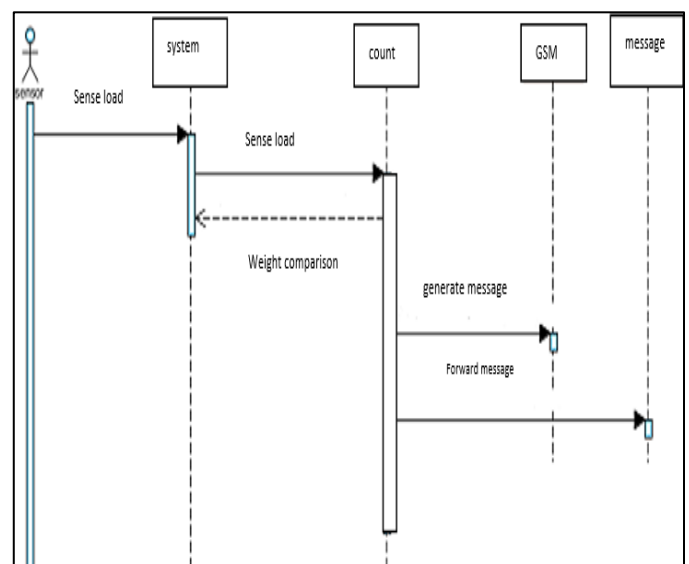 system
count
GSM
message
sensor
Sense load
Sense load
Weight comparison
generate message
Forward message